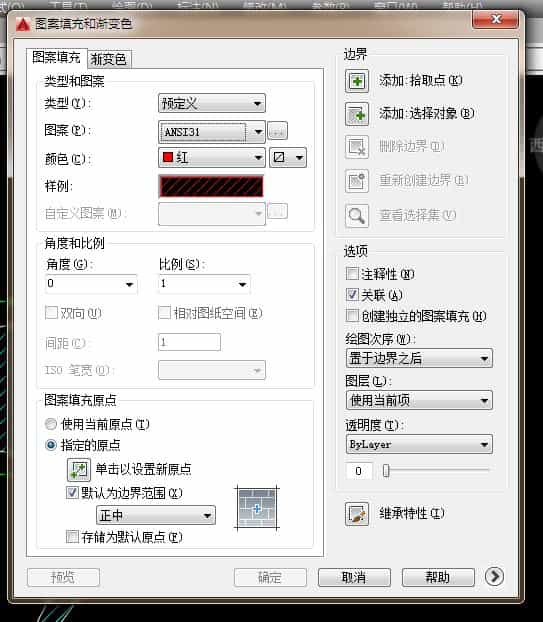 图案填充和渐变色
图案填充
渐变色
类型和图案
类型(Y):
预定义
图案(P):
ANSI31
...
颜色(C):
红
样例:
自定义图案(M):
...
角度和比例
角度(G):
比例(S):
0
1
双向(U)
相对图纸空间(E)
间距(C):
1
ISO 笔宽(O):
图案填充原点
使用当前原点(T)
指定的原点
单击以设置新原点
默认为边界范围(X)
正中
存储为默认原点(F)
预览
边界
添加:拾取点(K)
添加:选择对象(B)
删除边界(D)
重新创建边界(R)
查看选择集(V)
选项
注释性(N)
关联(A)
创建独立的图案填充(H)
绘图次序(W):
置于边界之后
图层(L):
使用当前项
透明度(T):
ByLayer
0
继承特性(I)
确定
取消
帮助
西